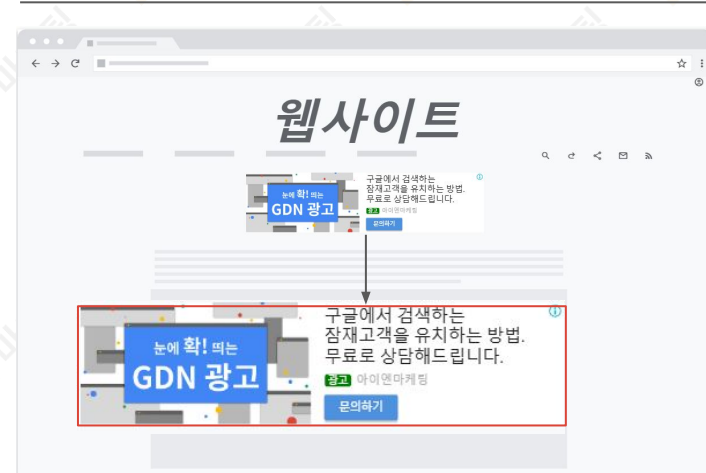 웹사이트
눈에 확! 띄는
GDN 광고
구글에서 검색하는
잠재고객을 유치하는 방법.
무료로 상담해드립니다.
광고 아이엔마케팅
문의하기
눈에 확! 띄는
GDN 광고
구글에서 검색하는
잠재고객을 유치하는 방법.
무료로 상담해드립니다.
광고 아이엔마케팅
문의하기